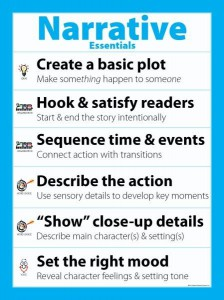 Narrative
Essentials
Create a basic plot
Make something happen to someone
Hook & satisfy readers
Start & end the story intentionally
Sequence time & events
Connect action with transitions
Describe the action
Use sensory details to develop key moments
“Show” close-up details
Describe main character(s) & setting(s)
Set the right mood
Reveal character feelings & setting tone